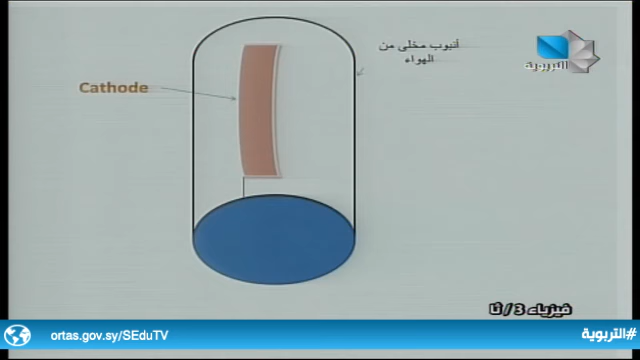 أنبوب مخلى من
الهواء
التربوية
Cathode
فيزياء 3 / ثا
ortas.gov.sy/SEduTV
#التربوية